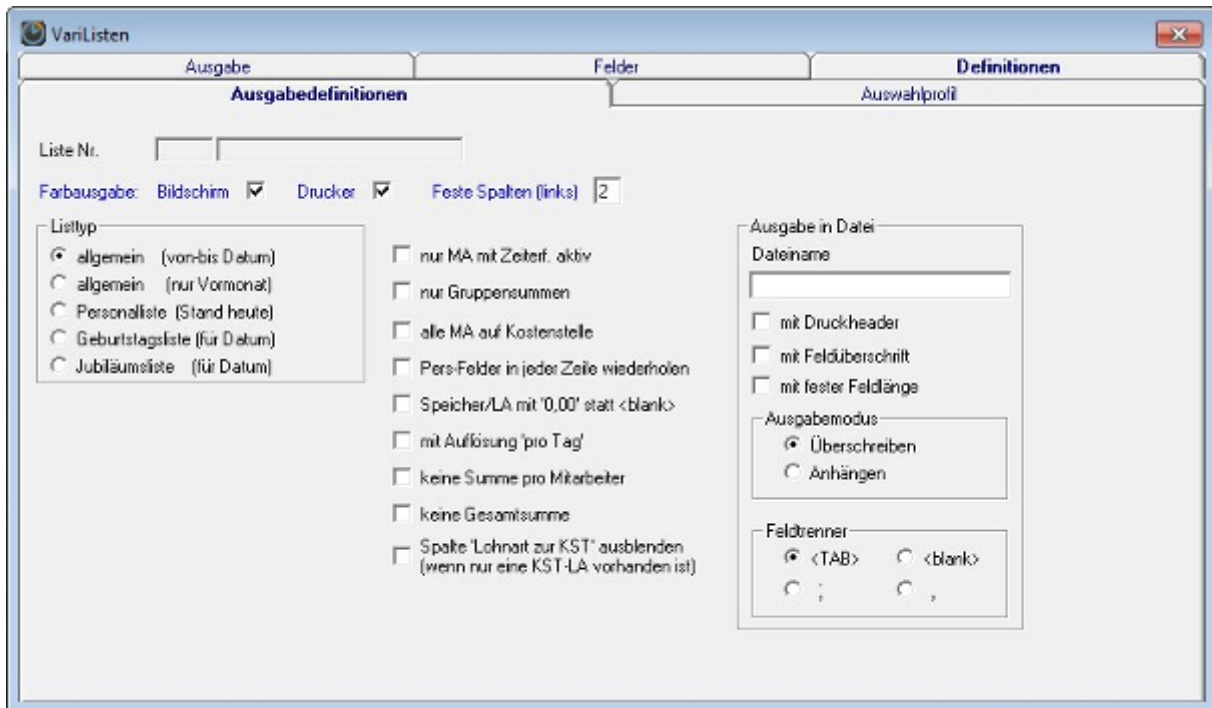 VariListen
Ausgabe Felder Definitionen
Ausgabedefinitionen Auswahlprofil
Liste Nr.
Farbausgabe: Bildschirm Drucker Feste Spalten (links) 2
Listtyp
allgemein (von-bis Datum)
allgemein (nur Vormonat)
Personalliste (Stand heute)
Geburtstagsliste (für Datum)
Jubiläumsliste (für Datum)
nur MA mit Zeiterf. aktiv
nur Gruppensummen
alle MA auf Kostenstelle
Pers-Felder in jeder Zeile wiederholen
Speicher/LA mit '0,00' statt <blank>
mit Auflösung 'pro Tag'
keine Summe pro Mitarbeiter
keine Gesamtsumme
Spalte 'Lohnart zur KST' ausblenden
(wenn nur eine KST-LA vorhanden ist)
Ausgabe in Datei
Dateiname
mit Druckheader
mit Feldüberschrift
mit fester Feldlänge
Ausgabemodus
Überschreiben
Anhängen
Feldtrenner
<TAB> <blank>
; ,